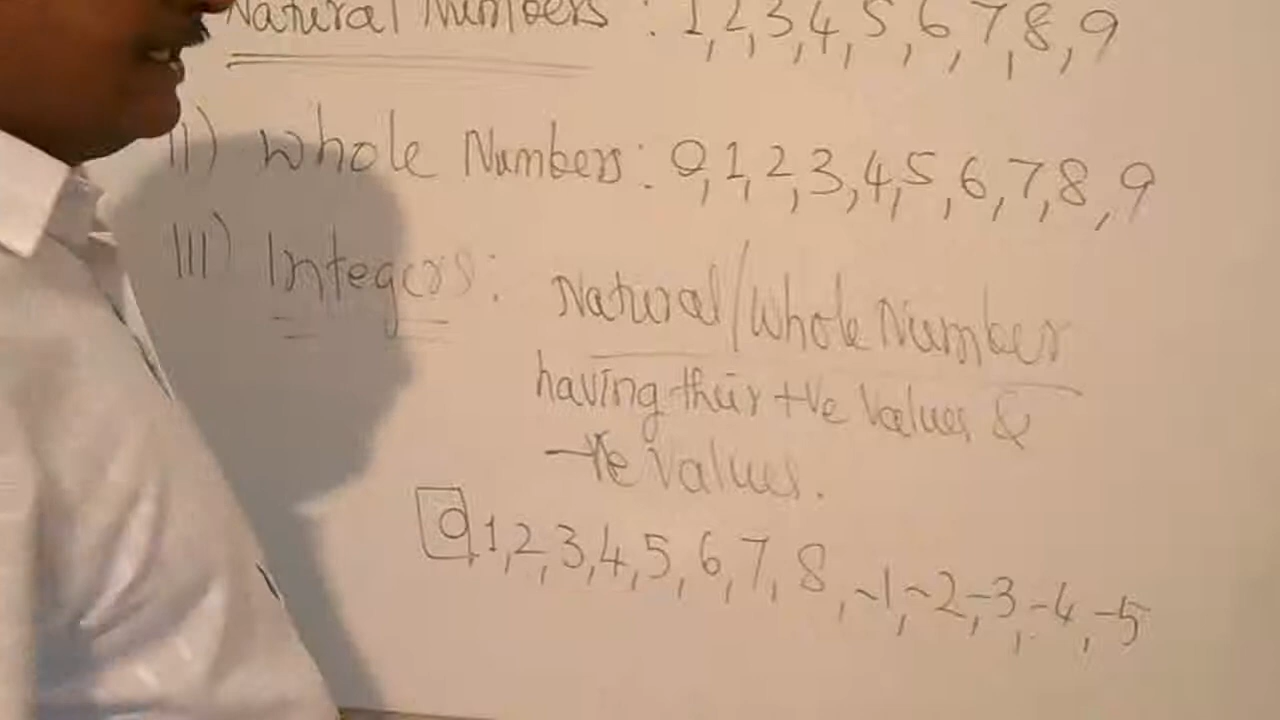 Natural Numbers : 1,2,3,4,5,6,7,8,9
II) Whole Numbers: 0,1,2,3,4,5,6,7,8,9
III) Integers: Natural/Whole Number
having their +ve Values &
-ve Values.
0,1,2,3,4,5,6,7,8,-1,-2,-3,-4,-5